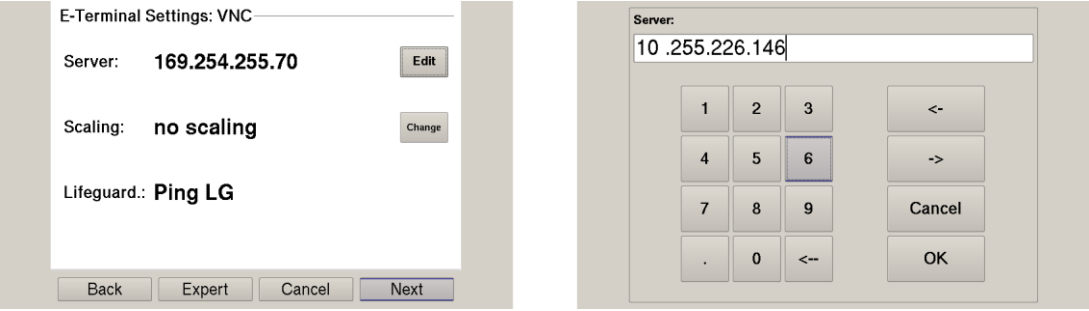 E-Terminal Settings: VNC
Server: 169.254.255.70 Edit
Scaling: no scaling Change
Lifeguard.: Ping LG
Back Expert Cancel Next
Server:
10 .255.226.146
1 2 3 <-
4 5 6 ->
7 8 9 Cancel
. 0 <-- OK